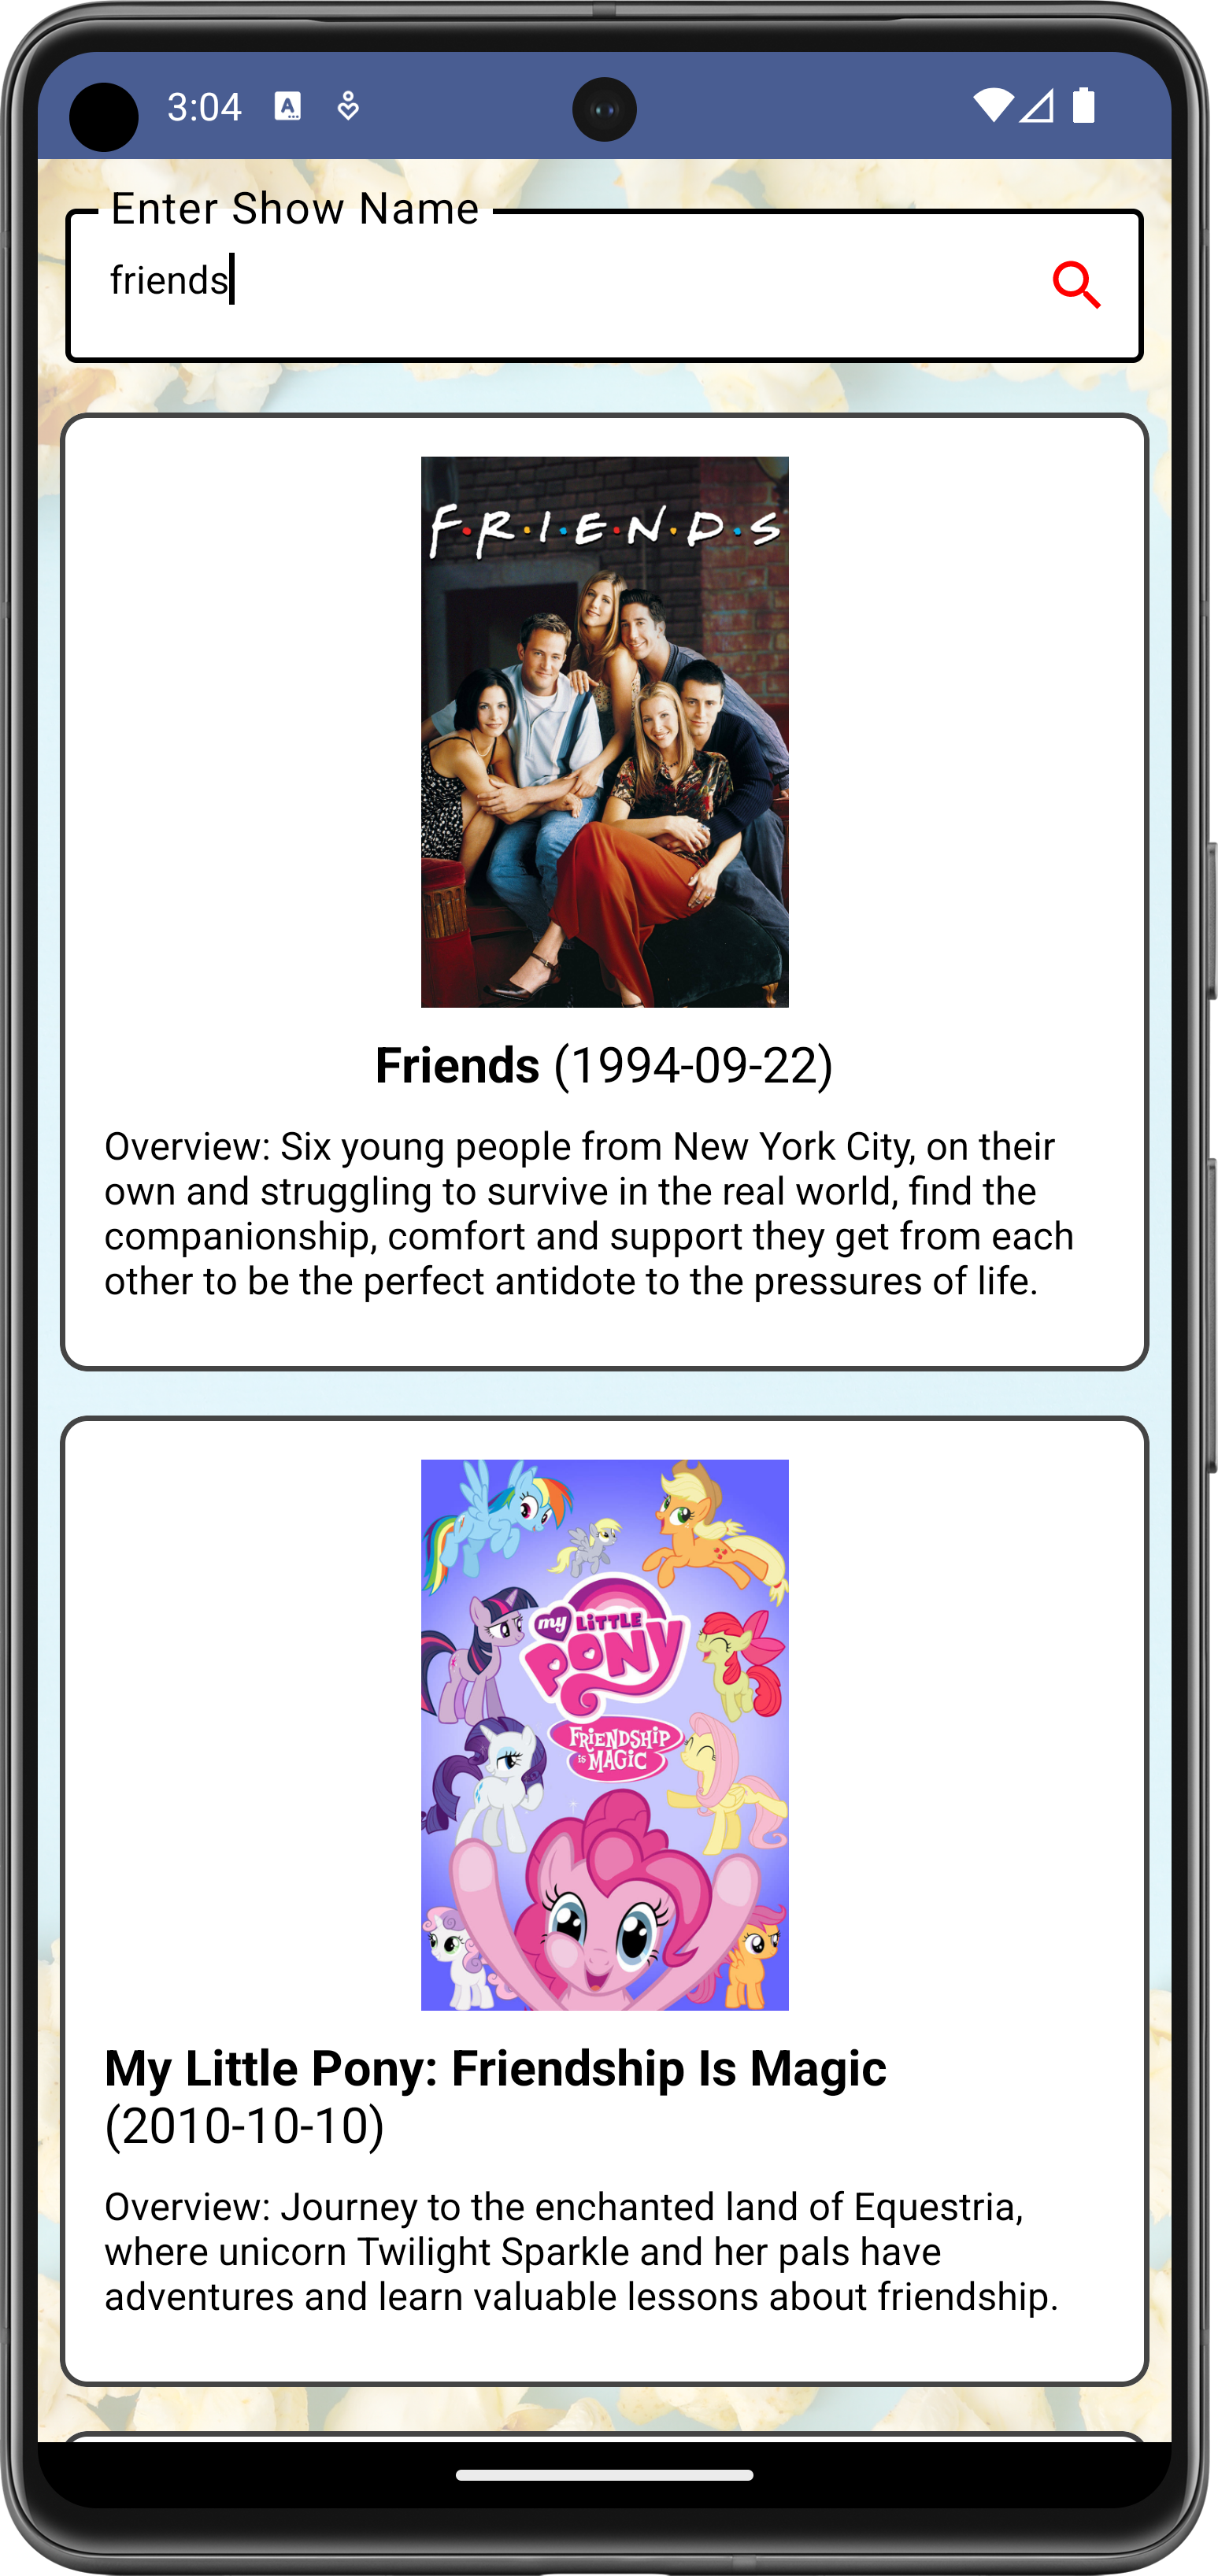 3:04
A
Enter Show Name
friends
F·R·I·E·N·D·S
Friends (1994-09-22)
Overview: Six young people from New York City, on their
own and struggling to survive in the real world, find the
companionship, comfort and support they get from each
other to be the perfect antidote to the pressures of life.
my LiTTLE
PONY
FRiENDSHiP
is MAGiC
My Little Pony: Friendship Is Magic
(2010-10-10)
Overview: Journey to the enchanted land of Equestria,
where unicorn Twilight Sparkle and her pals have
adventures and learn valuable lessons about friendship.